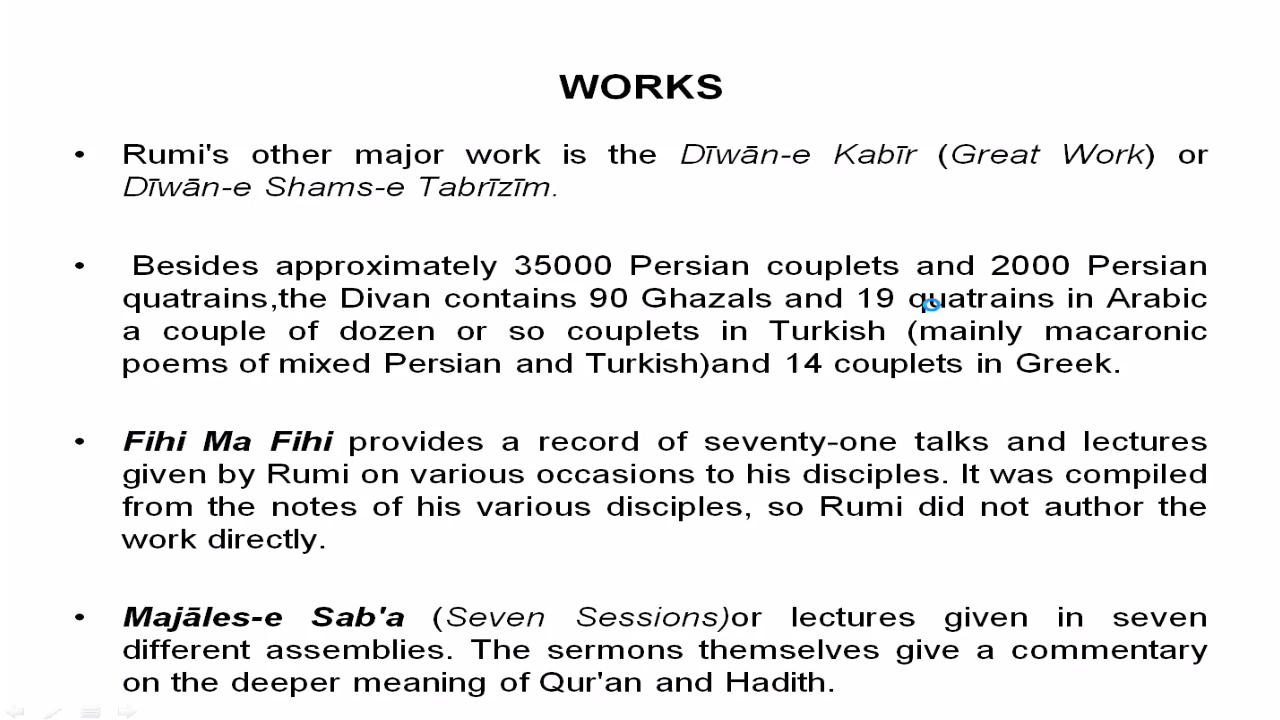 WORKS
• Rumi's other major work is the Dīwān-e Kabīr (Great Work) or
Dīwān-e Shams-e Tabrīzīm.
• Besides approximately 35000 Persian couplets and 2000 Persian
quatrains,the Divan contains 90 Ghazals and 19 quatrains in Arabic
a couple of dozen or so couplets in Turkish (mainly macaronic
poems of mixed Persian and Turkish)and 14 couplets in Greek.
• Fihi Ma Fihi provides a record of seventy-one talks and lectures
given by Rumi on various occasions to his disciples. It was compiled
from the notes of his various disciples, so Rumi did not author the
work directly.
• Majāles-e Sab'a (Seven Sessions)or lectures given in seven
different assemblies. The sermons themselves give a commentary
on the deeper meaning of Qur'an and Hadith.